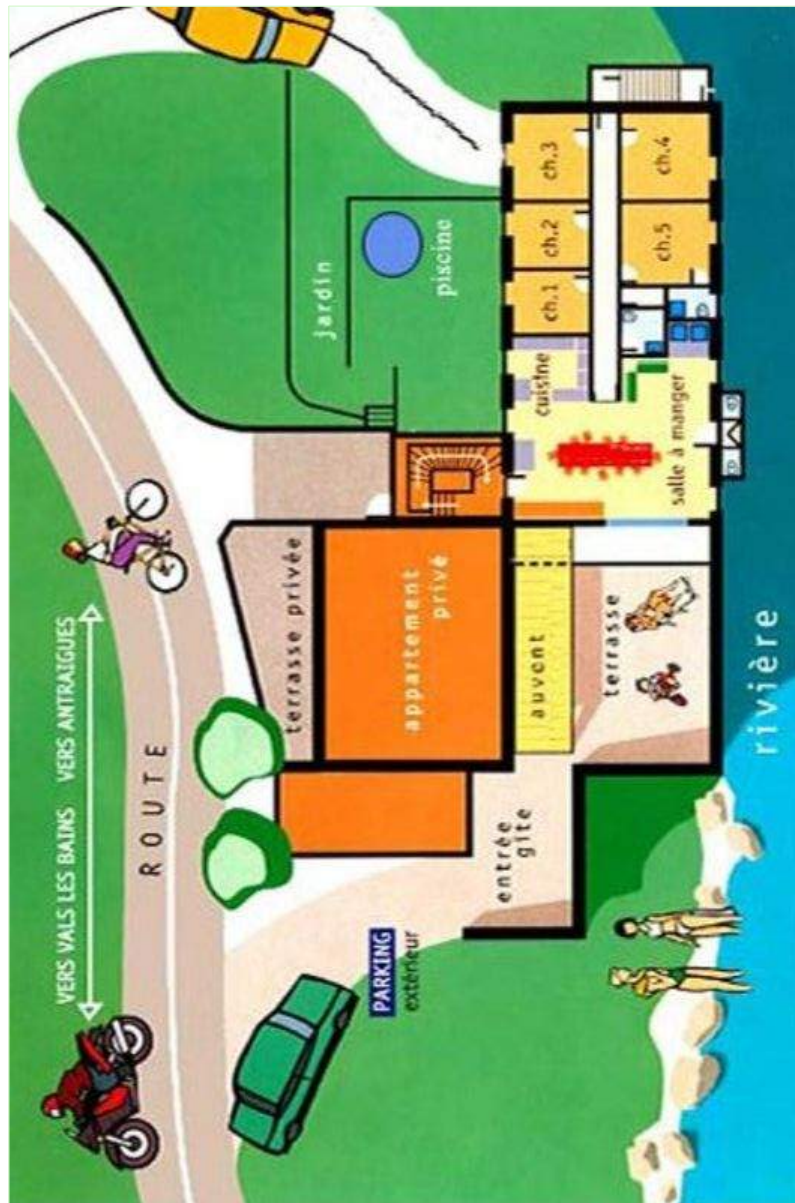 VERS VALS LES BAINS VERS ANTRAIGUES
ROUTE
PARKING
extérieur
terrasse privée
appartement
privé
jardin
piscine
entrée
gîte
auvont
terrasse
cuisine
salle à manger
ch.1
ch.2
ch.3
ch.4
ch.5
rivière